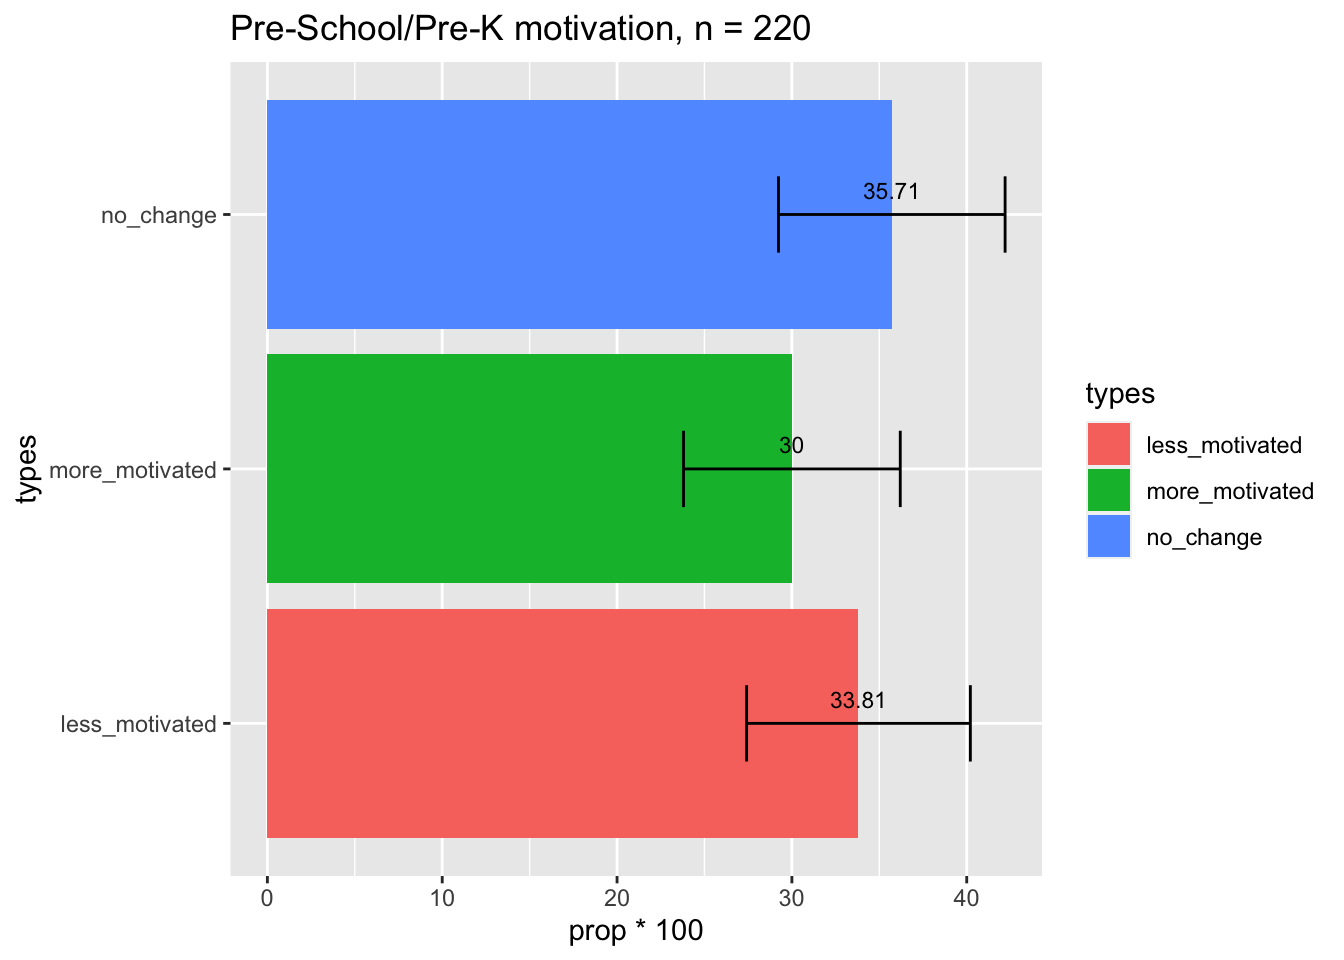 Pre-School/Pre-K motivation, n = 220
no_change
35.71
more_motivated
30
less_motivated
33.81
types
0 10 20 30 40
prop * 100
types
less_motivated
more_motivated
no_change